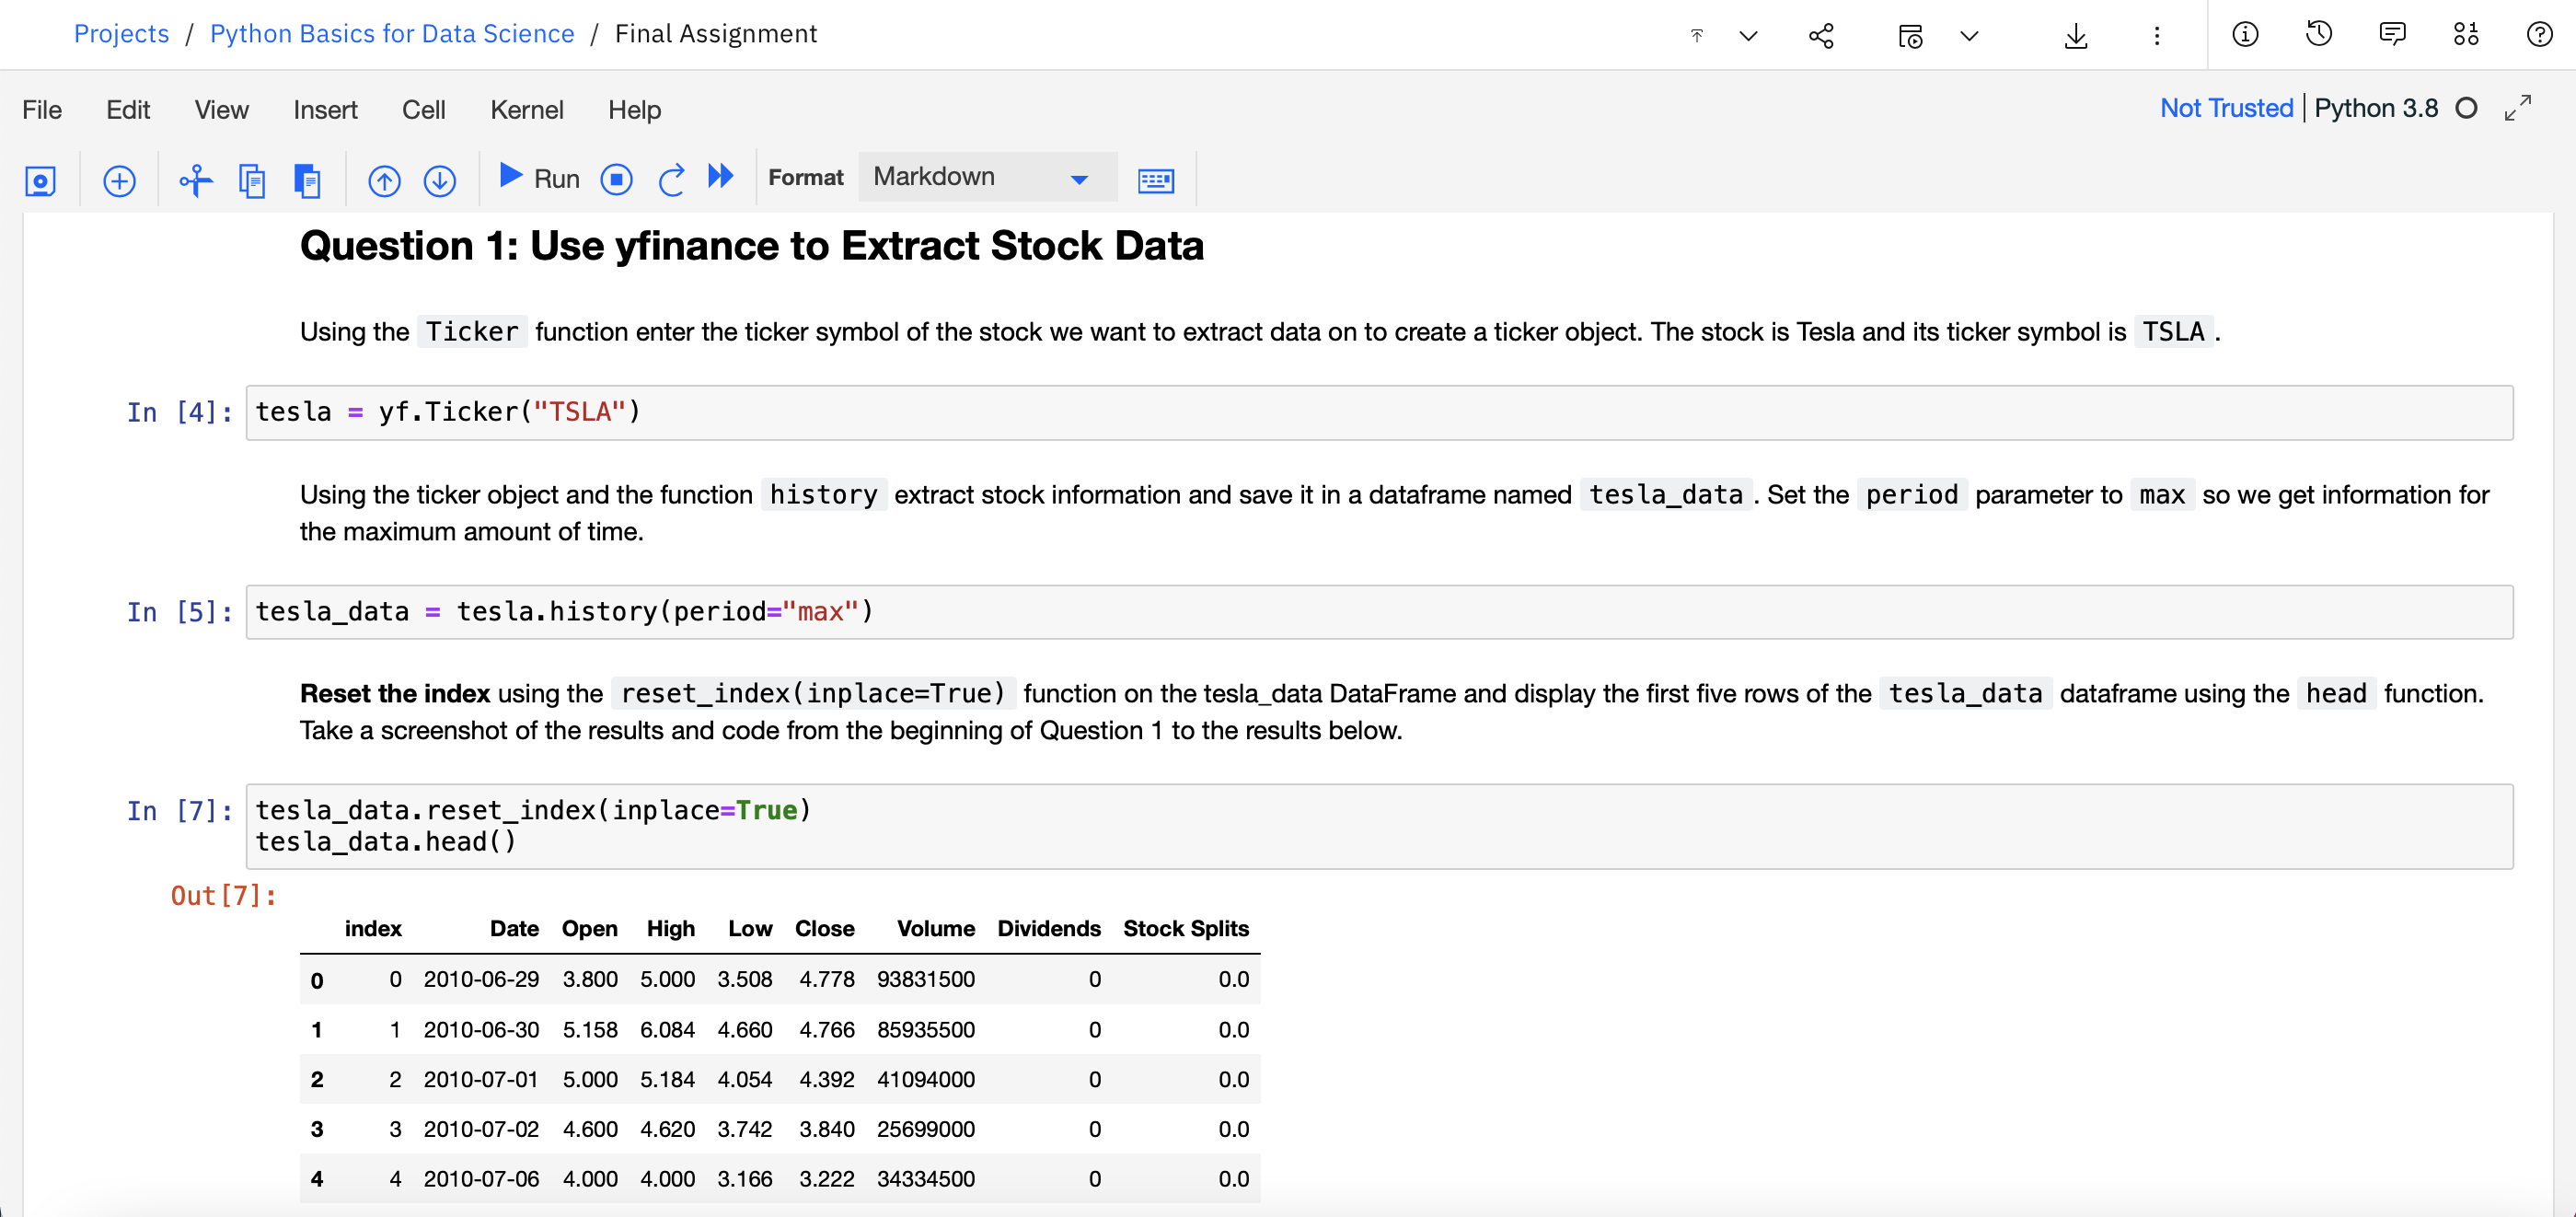 Projects / Python Basics for Data Science / Final Assignment
File Edit View Insert Cell Kernel Help Not Trusted | Python 3.8
Run Format Markdown
Question 1: Use yfinance to Extract Stock Data
Using the Ticker function enter the ticker symbol of the stock we want to extract data on to create a ticker object. The stock is Tesla and its ticker symbol is TSLA .
In [4]: tesla = yf.Ticker("TSLA")
Using the ticker object and the function history extract stock information and save it in a dataframe named tesla_data . Set the period parameter to max so we get information for
the maximum amount of time.
In [5]: tesla_data = tesla.history(period="max")
Reset the index using the reset_index(inplace=True) function on the tesla_data DataFrame and display the first five rows of the tesla_data dataframe using the head function.
Take a screenshot of the results and code from the beginning of Question 1 to the results below.
In [7]: tesla_data.reset_index(inplace=True)
tesla_data.head()
Out[7]:
index Date Open High Low Close Volume Dividends Stock Splits
0 0 2010-06-29 3.800 5.000 3.508 4.778 93831500 0 0.0
1 1 2010-06-30 5.158 6.084 4.660 4.766 85935500 0 0.0
2 2 2010-07-01 5.000 5.184 4.054 4.392 41094000 0 0.0
3 3 2010-07-02 4.600 4.620 3.742 3.840 25699000 0 0.0
4 4 2010-07-06 4.000 4.000 3.166 3.222 34334500 0 0.0